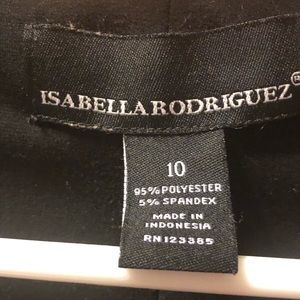 ISABELLA RODRIGUEZ®
10
95% POLYESTER
5% SPANDEX
MADE IN
INDONESIA
RN123385